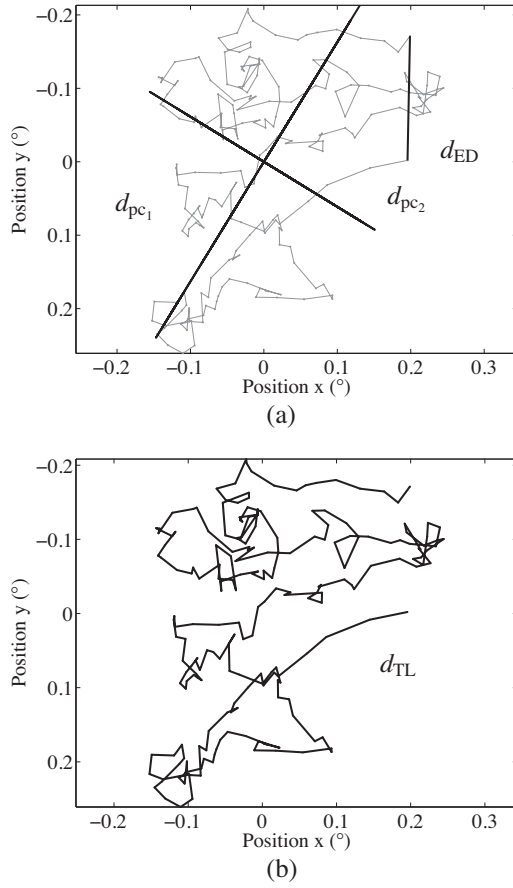 −0.2
−0.1
0
0.1
0.2
Position y (°)
d_pc₁
d_pc₂
d_ED
−0.2 −0.1 0 0.1 0.2 0.3
Position x (°)
(a)
−0.2
−0.1
0
0.1
0.2
Position y (°)
d_TL
−0.2 −0.1 0 0.1 0.2 0.3
Position x (°)
(b)